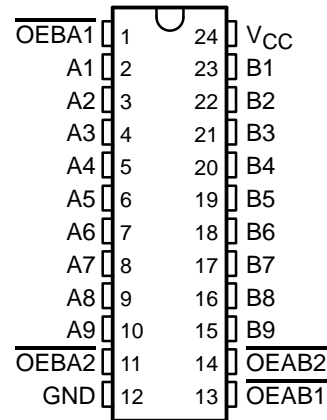 OEBA1 1 24 VCC
A1 2 23 B1
A2 3 22 B2
A3 4 21 B3
A4 5 20 B4
A5 6 19 B5
A6 7 18 B6
A7 8 17 B7
A8 9 16 B8
A9 10 15 B9
OEBA2 11 14 OEAB2
GND 12 13 OEAB1